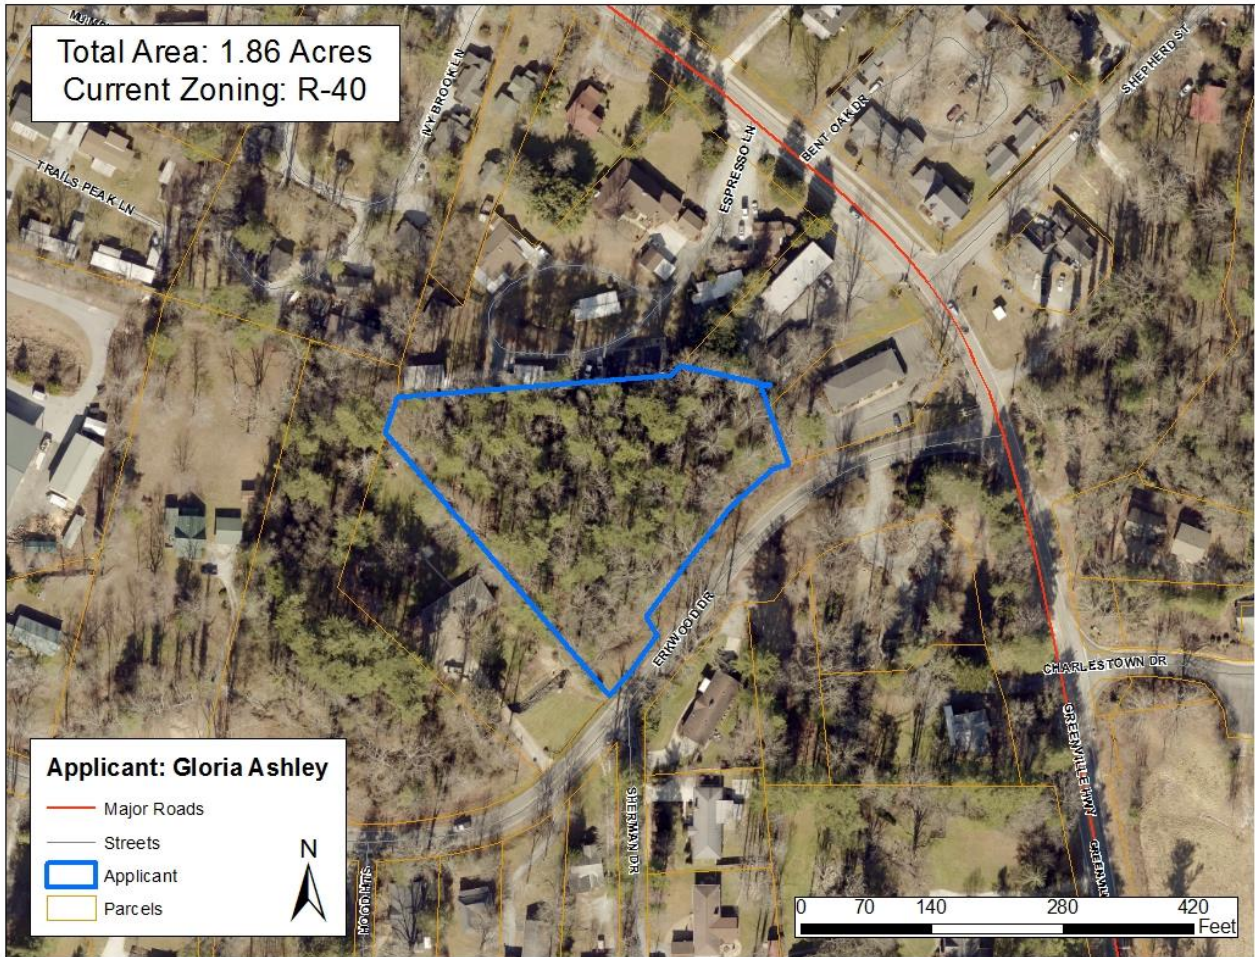 Total Area: 1.86 Acres
Current Zoning: R-40
IVY BROOK LN
SHEPHERD ST
BENT OAK DR
ESPRESSO LN
TRAILS PEAK LN
ERKWOOD DR
CHARLESTOWN DR
GREENVILLE HWY
SHERMAN DR
Applicant: Gloria Ashley
Major Roads
Streets
Applicant
Parcels
N
0 70 140 280 420
Feet